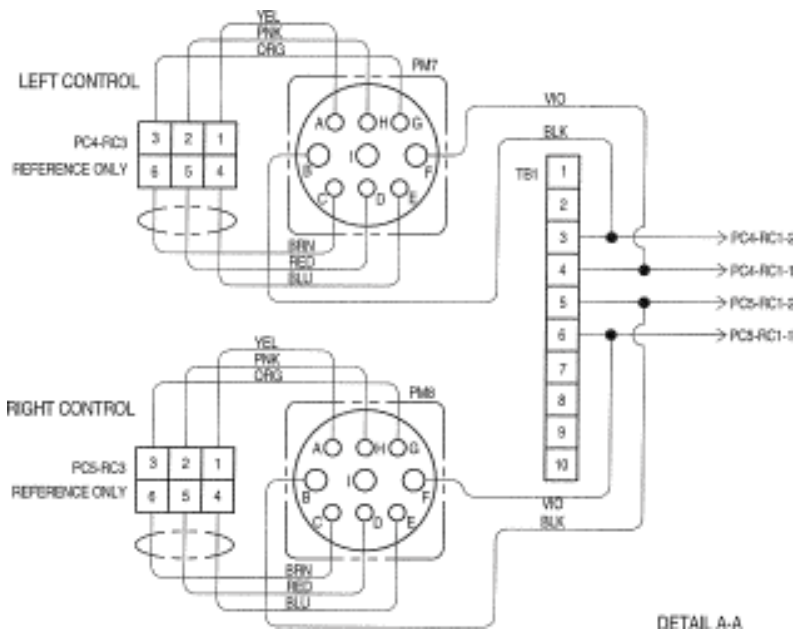 YEL
PNK
ORG
PM7
LEFT CONTROL
VIO
A H G
BLK
PC4-RC3
3 2 1
REFERENCE ONLY
6 5 4
B I F
TB1
1
2
3
4
5
6
7
8
9
10
C D E
PC4-RC1-2
PC4-RC1-1
PC5-RC1-2
PC5-RC1-1
BRN
RED
BLU
YEL
PNK
ORG
PM8
RIGHT CONTROL
A H G
PC5-RC3
3 2 1
REFERENCE ONLY
6 5 4
B I F
C D E
VIO
BLK
BRN
RED
BLU
DETAIL A-A